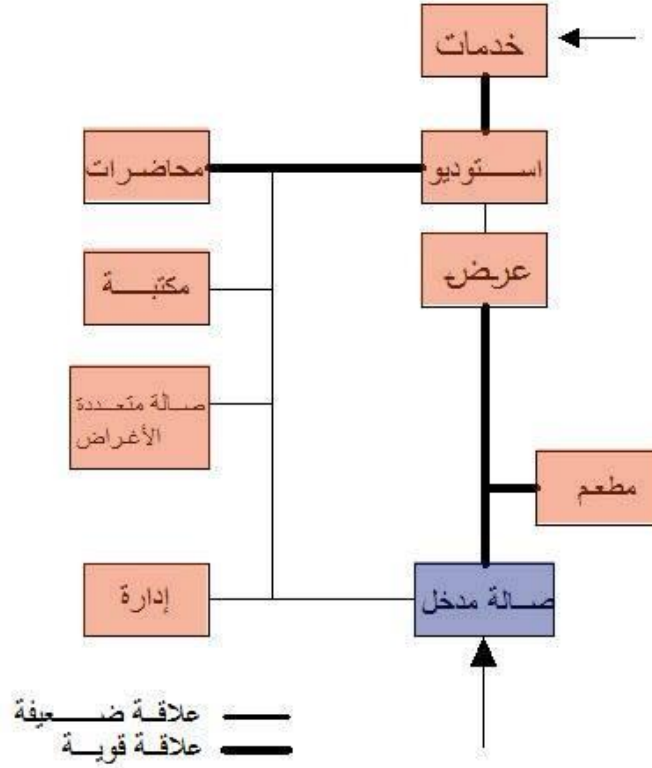 خدمات
محاضرات
استوديو
مكتبة
عرض
صالة متعددة
الأغراض
مطعم
إدارة
صالة مدخل
علاقة ضعيفة
علاقة قوية